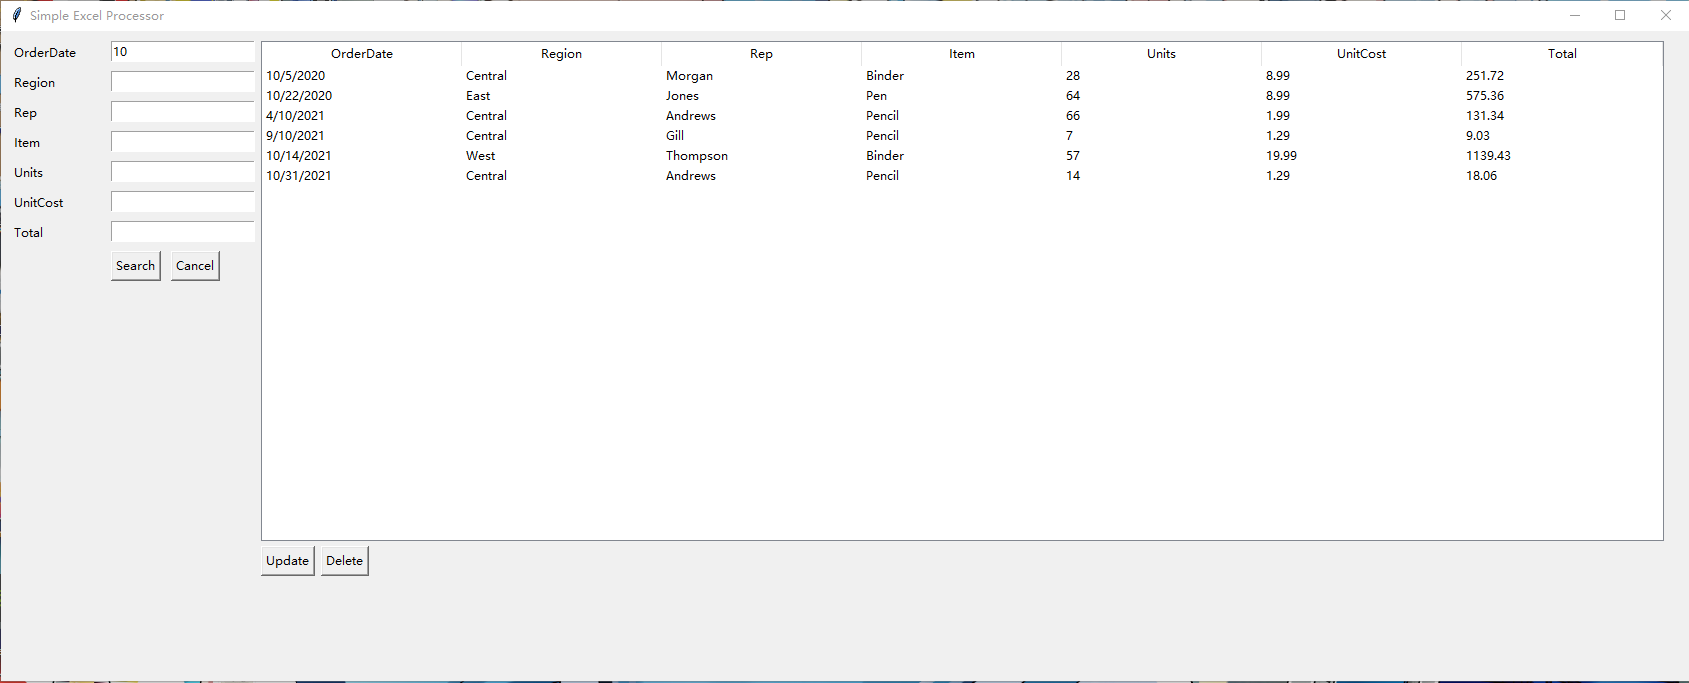 Simple Excel Processor
OrderDate 10
Region
Rep
Item
Units
UnitCost
Total
Search Cancel
OrderDate Region Rep Item Units UnitCost Total
10/5/2020 Central Morgan Binder 28 8.99 251.72
10/22/2020 East Jones Pen 64 8.99 575.36
4/10/2021 Central Andrews Pencil 66 1.99 131.34
9/10/2021 Central Gill Pencil 7 1.29 9.03
10/14/2021 West Thompson Binder 57 19.99 1139.43
10/31/2021 Central Andrews Pencil 14 1.29 18.06
Update Delete